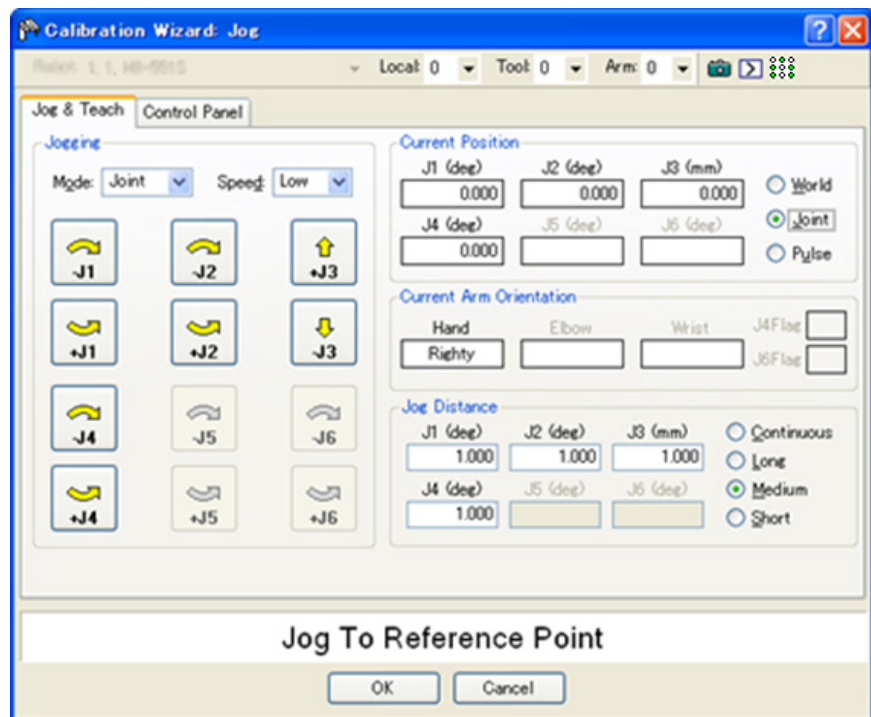 Calibration Wizard: Jog
Robot: 1, 1, Local: 0 Tool: 0 Arm: 0
Jog & Teach Control Panel
Jogging
Mode: Joint Speed: Low
-J1 -J2 +J3
+J1 +J2 -J3
-J4 -J5 -J6
+J4 +J5 +J6
Current Position
J1 (deg) J2 (deg) J3 (mm)
0.000 0.000 0.000
J4 (deg) J5 (deg) J6 (deg)
0.000
World
Joint
Pulse
Current Arm Orientation
Hand Elbow Wrist J4Flag
Righty J6Flag
Jog Distance
J1 (deg) J2 (deg) J3 (mm)
1.000 1.000 1.000
J4 (deg) J5 (deg) J6 (deg)
1.000
Continuous
Long
Medium
Short
Jog To Reference Point
OK Cancel